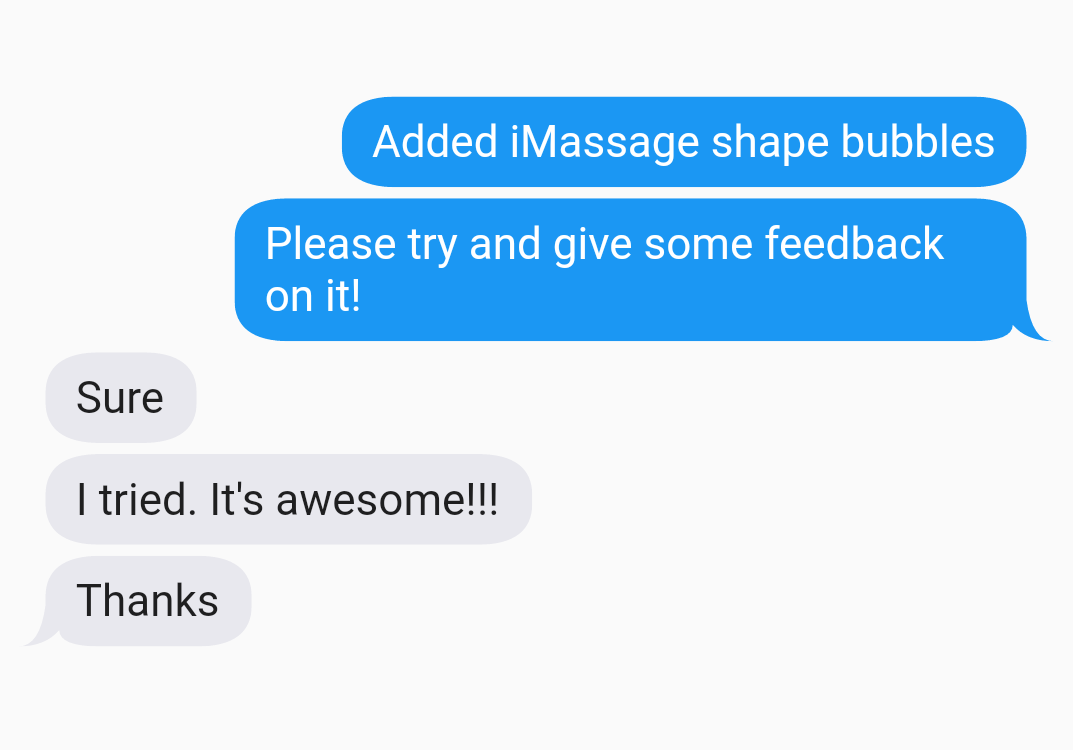 Added iMassage shape bubbles
Please try and give some feedback
on it!
Sure
I tried. It's awesome!!!
Thanks